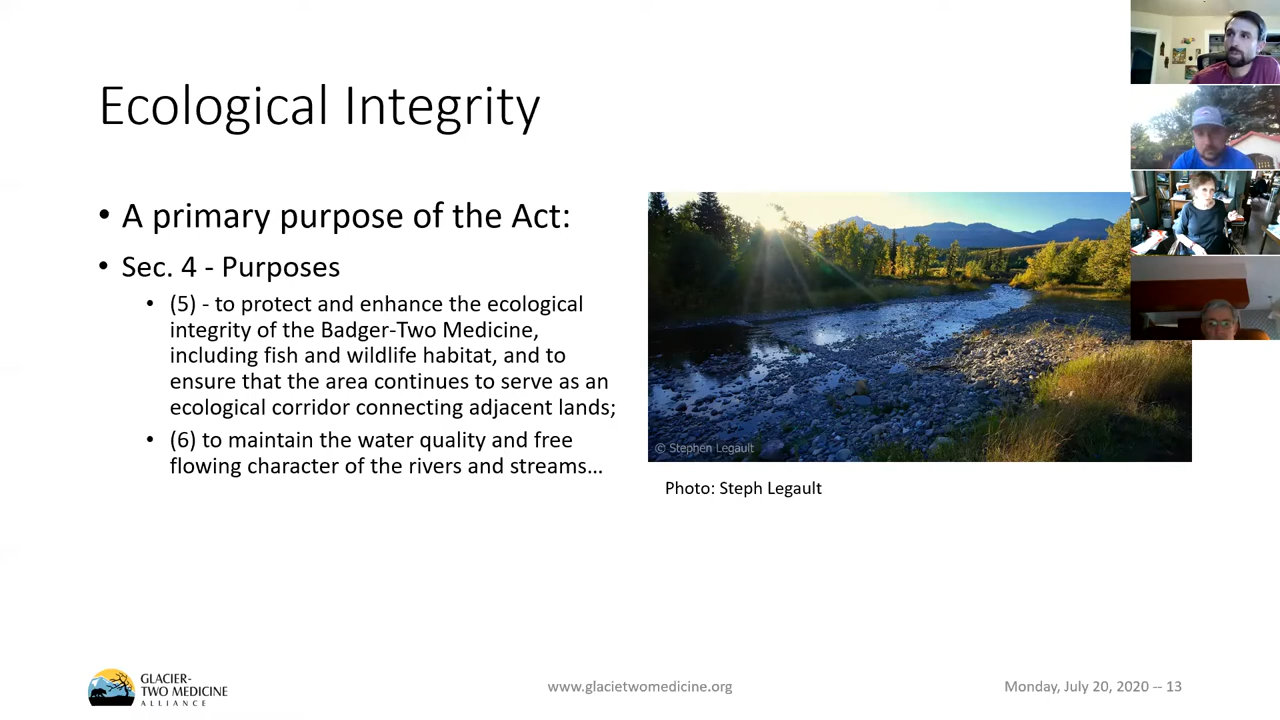 Ecological Integrity
• A primary purpose of the Act:
• Sec. 4 - Purposes
• (5) - to protect and enhance the ecological
integrity of the Badger-Two Medicine,
including fish and wildlife habitat, and to
ensure that the area continues to serve as an
ecological corridor connecting adjacent lands;
• (6) to maintain the water quality and free
flowing character of the rivers and streams…
© Stephen Legault
Photo: Steph Legault
GLACIER-
TWO MEDICINE
ALLIANCE
www.glacietwomedicine.org
Monday, July 20, 2020 -- 13